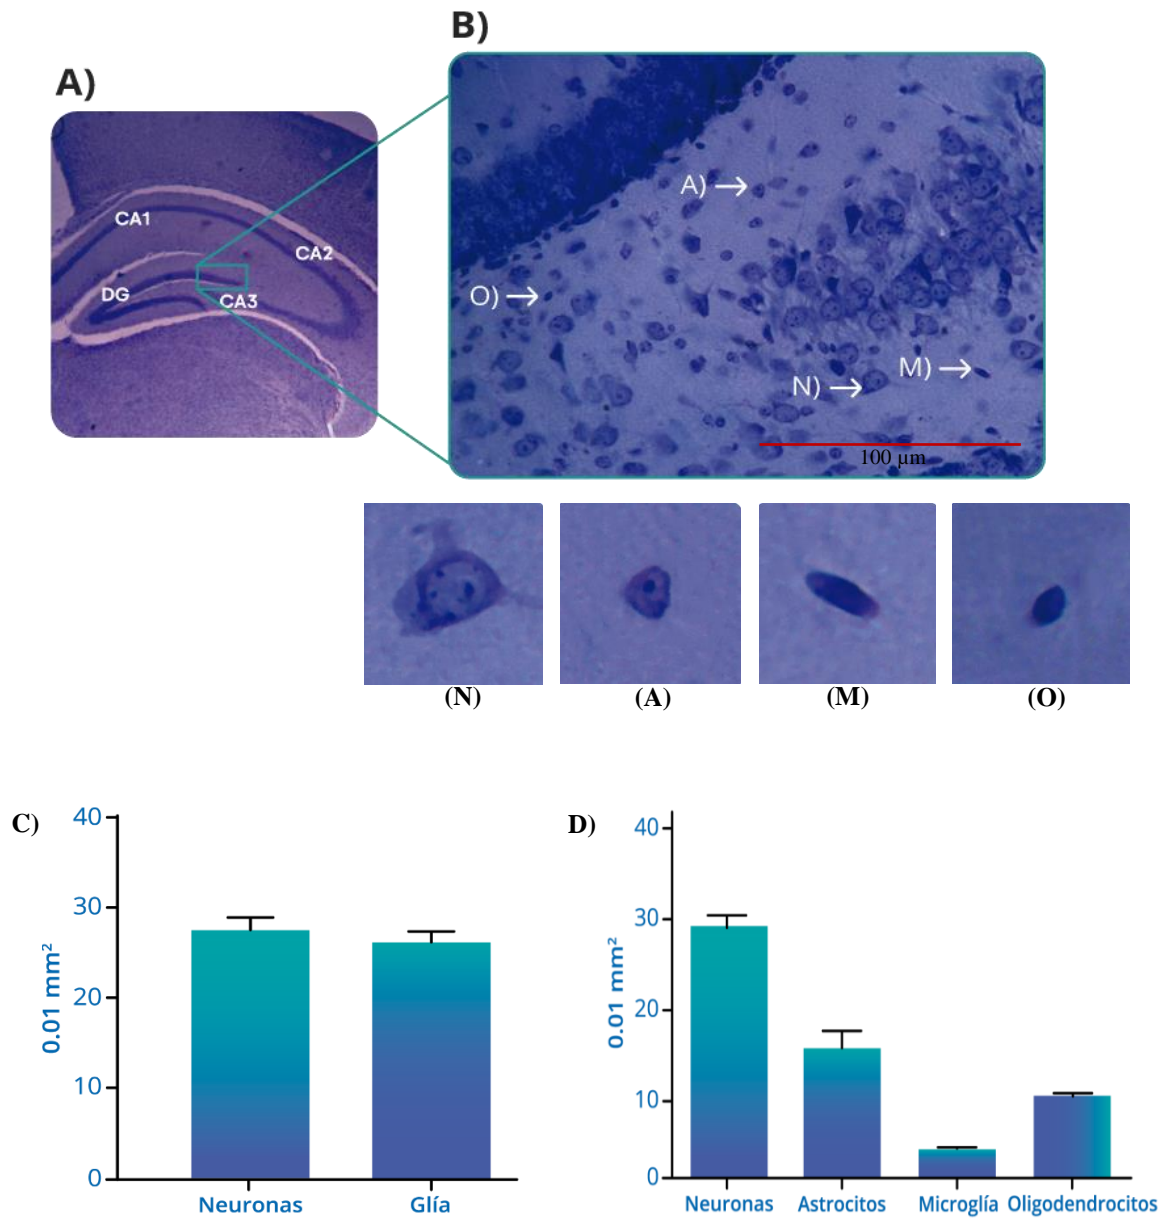 A)
CA1
CA2
DG
CA3
B)
A)
O)
M)
N)
100 µm
(N)
(A)
(M)
(O)
C)
40
30
20
10
0
0.01 mm²
Neuronas
Glía
D)
40
30
20
10
0
0.01 mm²
Neuronas
Astrocitos
Microglía
Oligodendrocitos